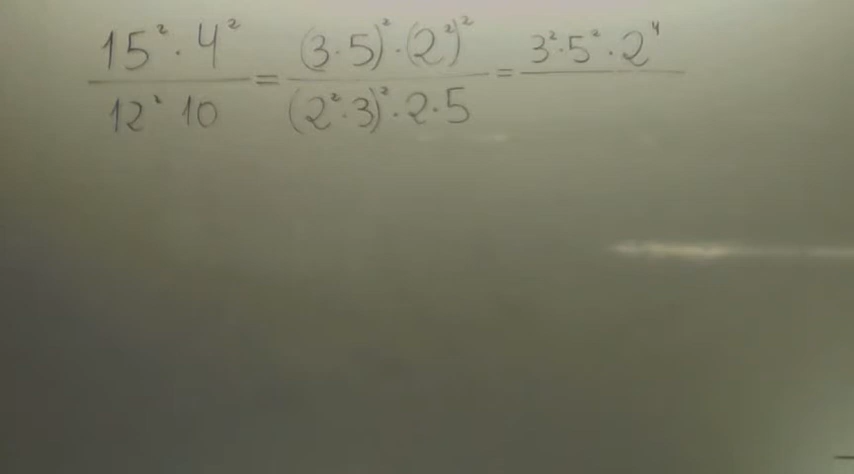 15² · 4² / 12² 10 = (3·5)² · (2²)² / (2²·3)² · 2·5 = 3²·5²·2⁴